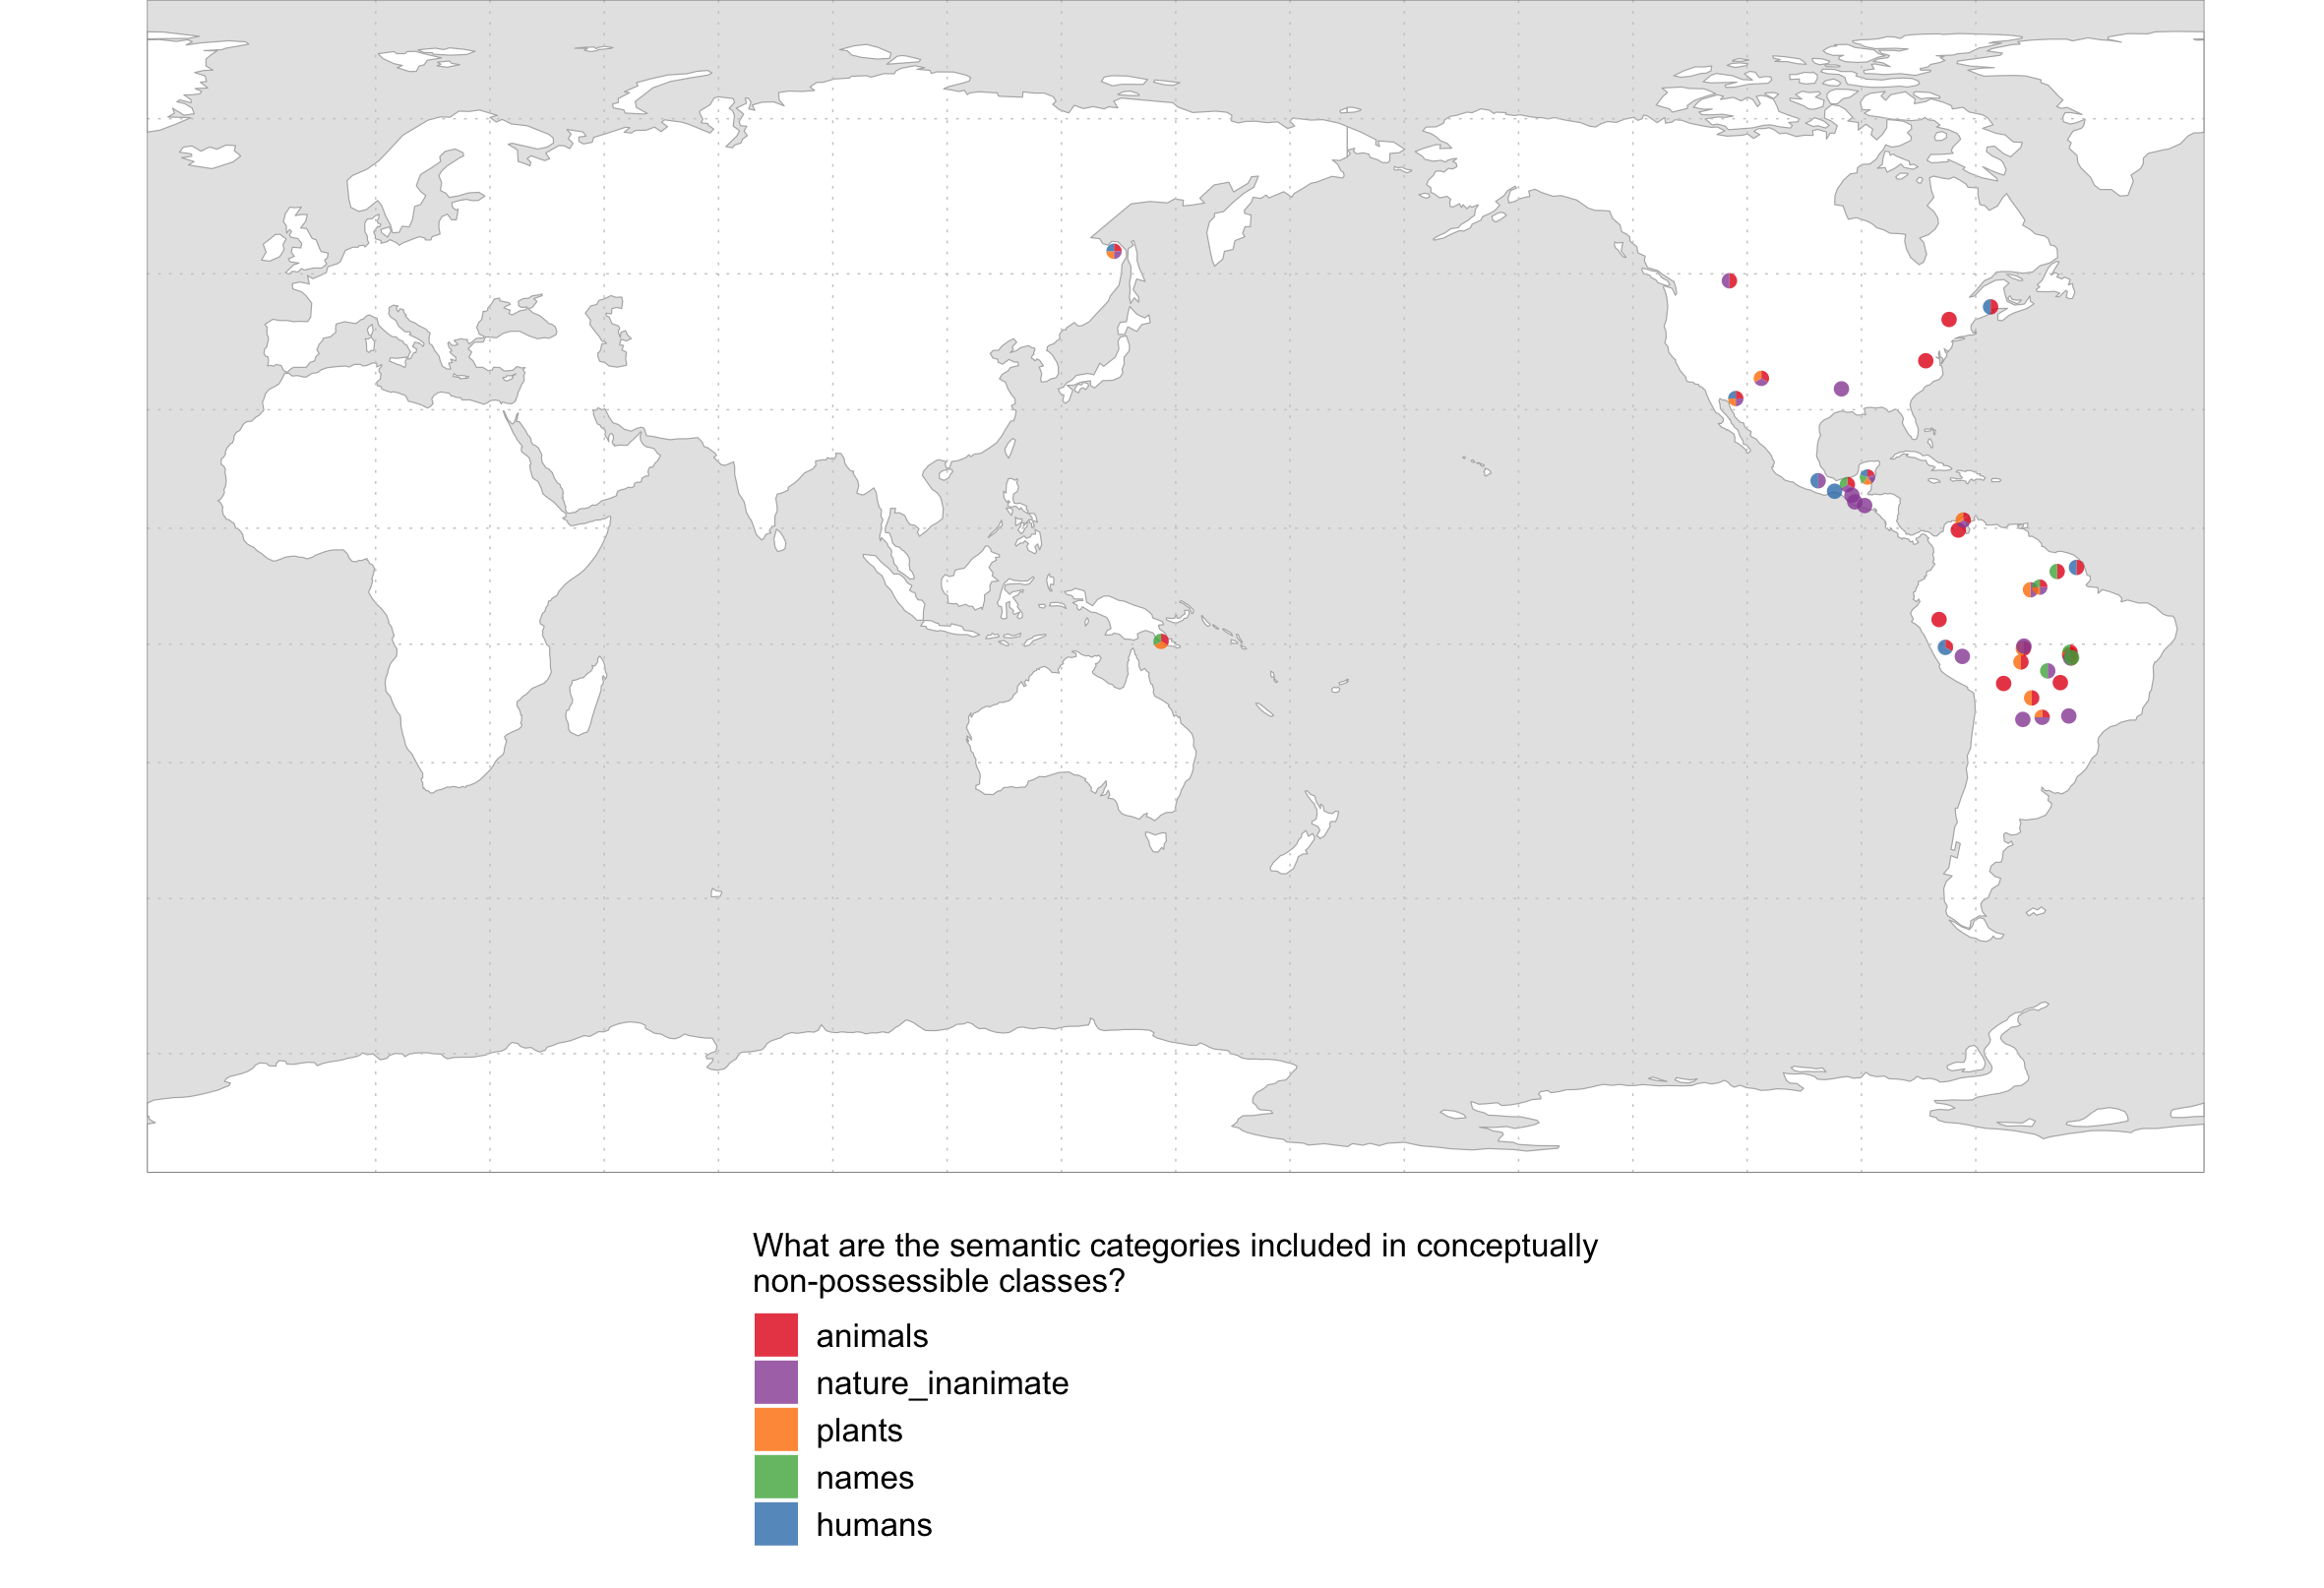 What are the semantic categories included in conceptually
non-possessible classes?
animals
nature_inanimate
plants
names
humans